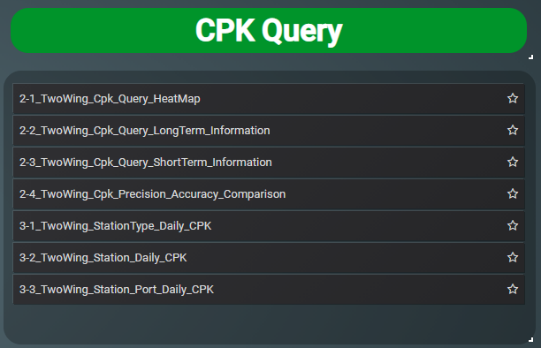 CPK Query
2-1_TwoWing_Cpk_Query_HeatMap
2-2_TwoWing_Cpk_Query_LongTerm_Information
2-3_TwoWing_Cpk_Query_ShortTerm_Information
2-4_TwoWing_Cpk_Precision_Accuracy_Comparison
3-1_TwoWing_StationType_Daily_CPK
3-2_TwoWing_Station_Daily_CPK
3-3_TwoWing_Station_Port_Daily_CPK